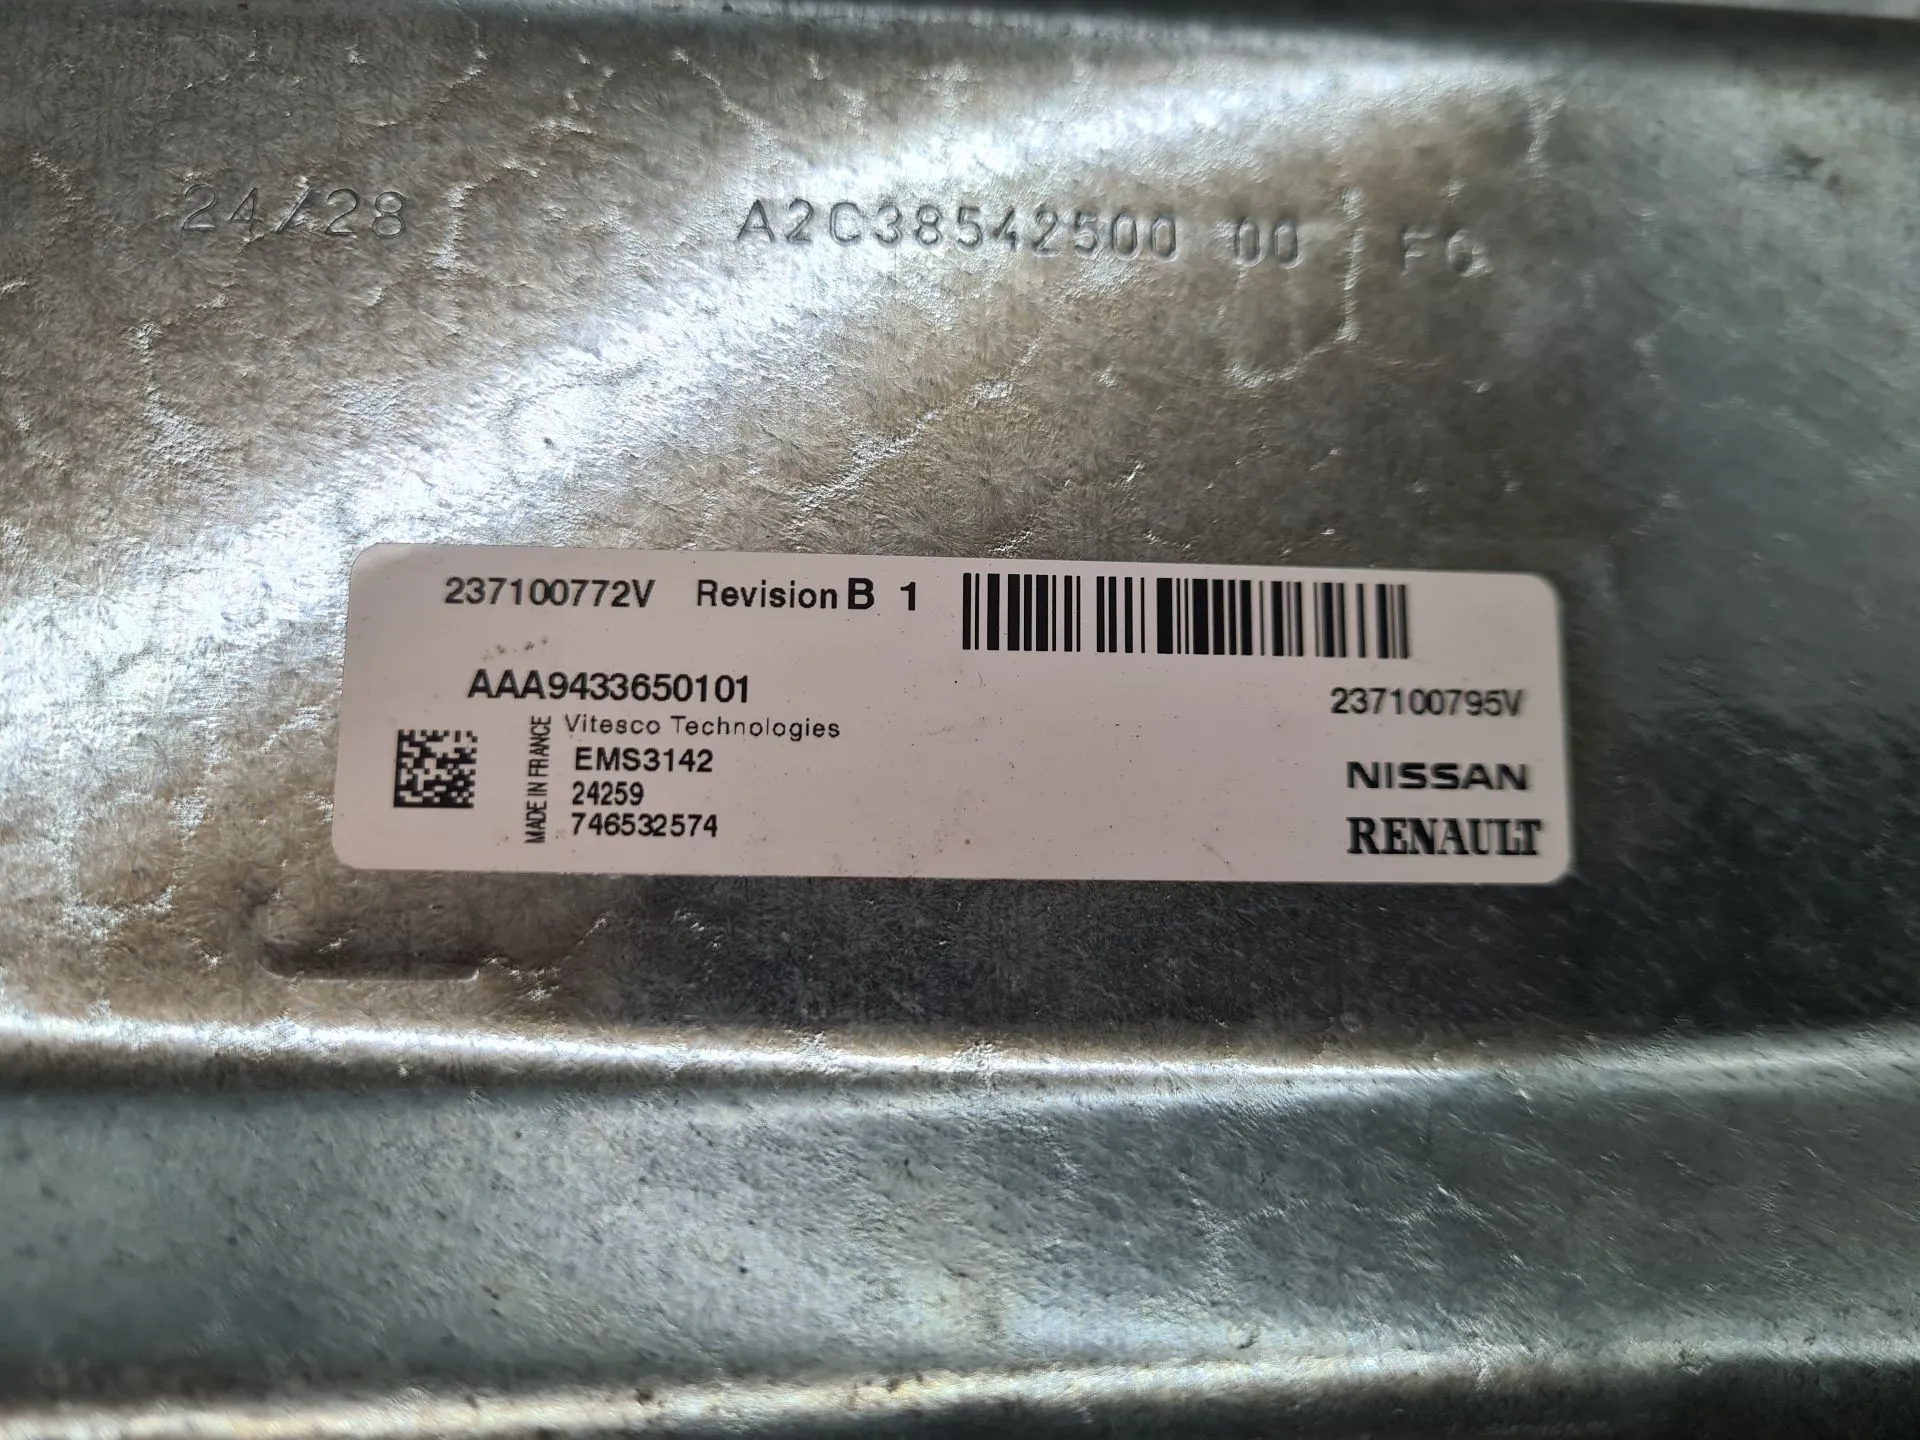 24/28
A2C38542500 00 FG
237100772V Revision B 1
AAA9433650101
237100795V
Vitesco Technologies
MADE IN FRANCE
EMS3142
NISSAN
24259
746532574
RENAULT